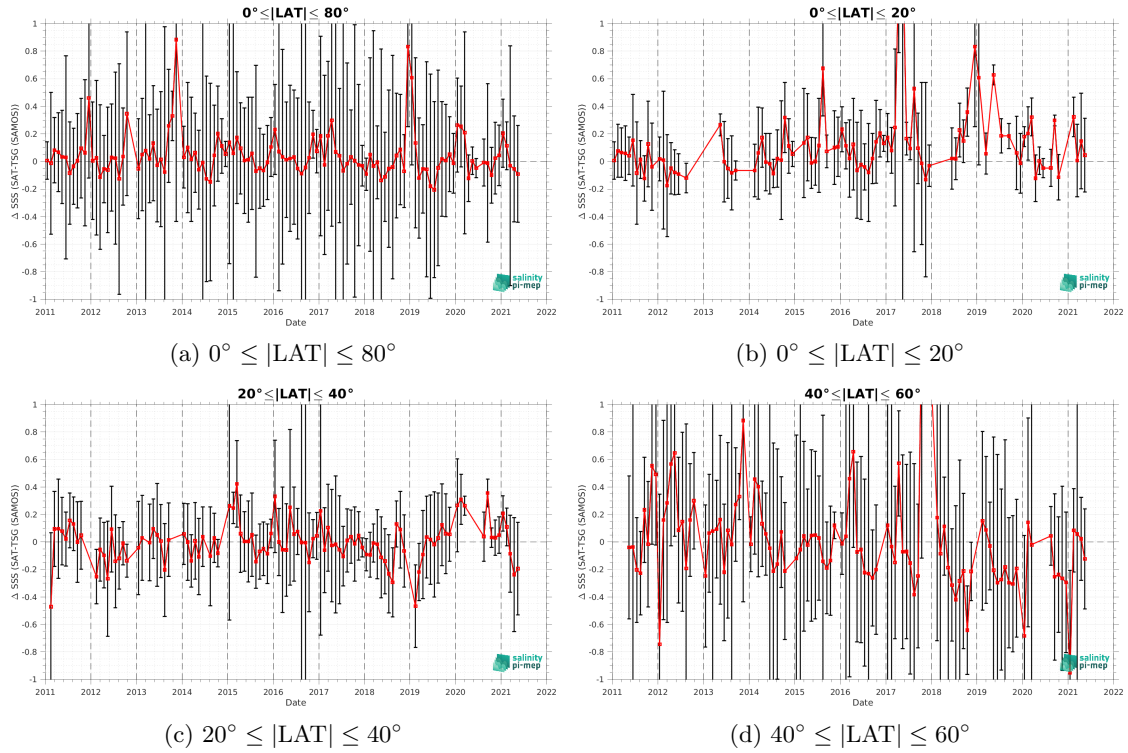 0°≤|LAT|≤ 80°
Δ SSS (SAT-TSG (SAMOS))
1
0.8
0.6
0.4
0.2
0
-0.2
-0.4
-0.6
-0.8
-1
2011 2012 2013 2014 2015 2016 2017 2018 2019 2020 2021 2022
Date
salinity
pi-mep
(a) 0° ≤ |LAT| ≤ 80°
0°≤|LAT|≤ 20°
Δ SSS (SAT-TSG (SAMOS))
1
0.8
0.6
0.4
0.2
0
-0.2
-0.4
-0.6
-0.8
-1
2011 2012 2013 2014 2015 2016 2017 2018 2019 2020 2021 2022
Date
salinity
pi-mep
(b) 0° ≤ |LAT| ≤ 20°
20°≤|LAT|≤ 40°
Δ SSS (SAT-TSG (SAMOS))
1
0.8
0.6
0.4
0.2
0
-0.2
-0.4
-0.6
-0.8
-1
2011 2012 2013 2014 2015 2016 2017 2018 2019 2020 2021 2022
Date
salinity
pi-mep
(c) 20° ≤ |LAT| ≤ 40°
40°≤|LAT|≤ 60°
Δ SSS (SAT-TSG (SAMOS))
1
0.8
0.6
0.4
0.2
0
-0.2
-0.4
-0.6
-0.8
-1
2011 2012 2013 2014 2015 2016 2017 2018 2019 2020 2021 2022
Date
salinity
pi-mep
(d) 40° ≤ |LAT| ≤ 60°